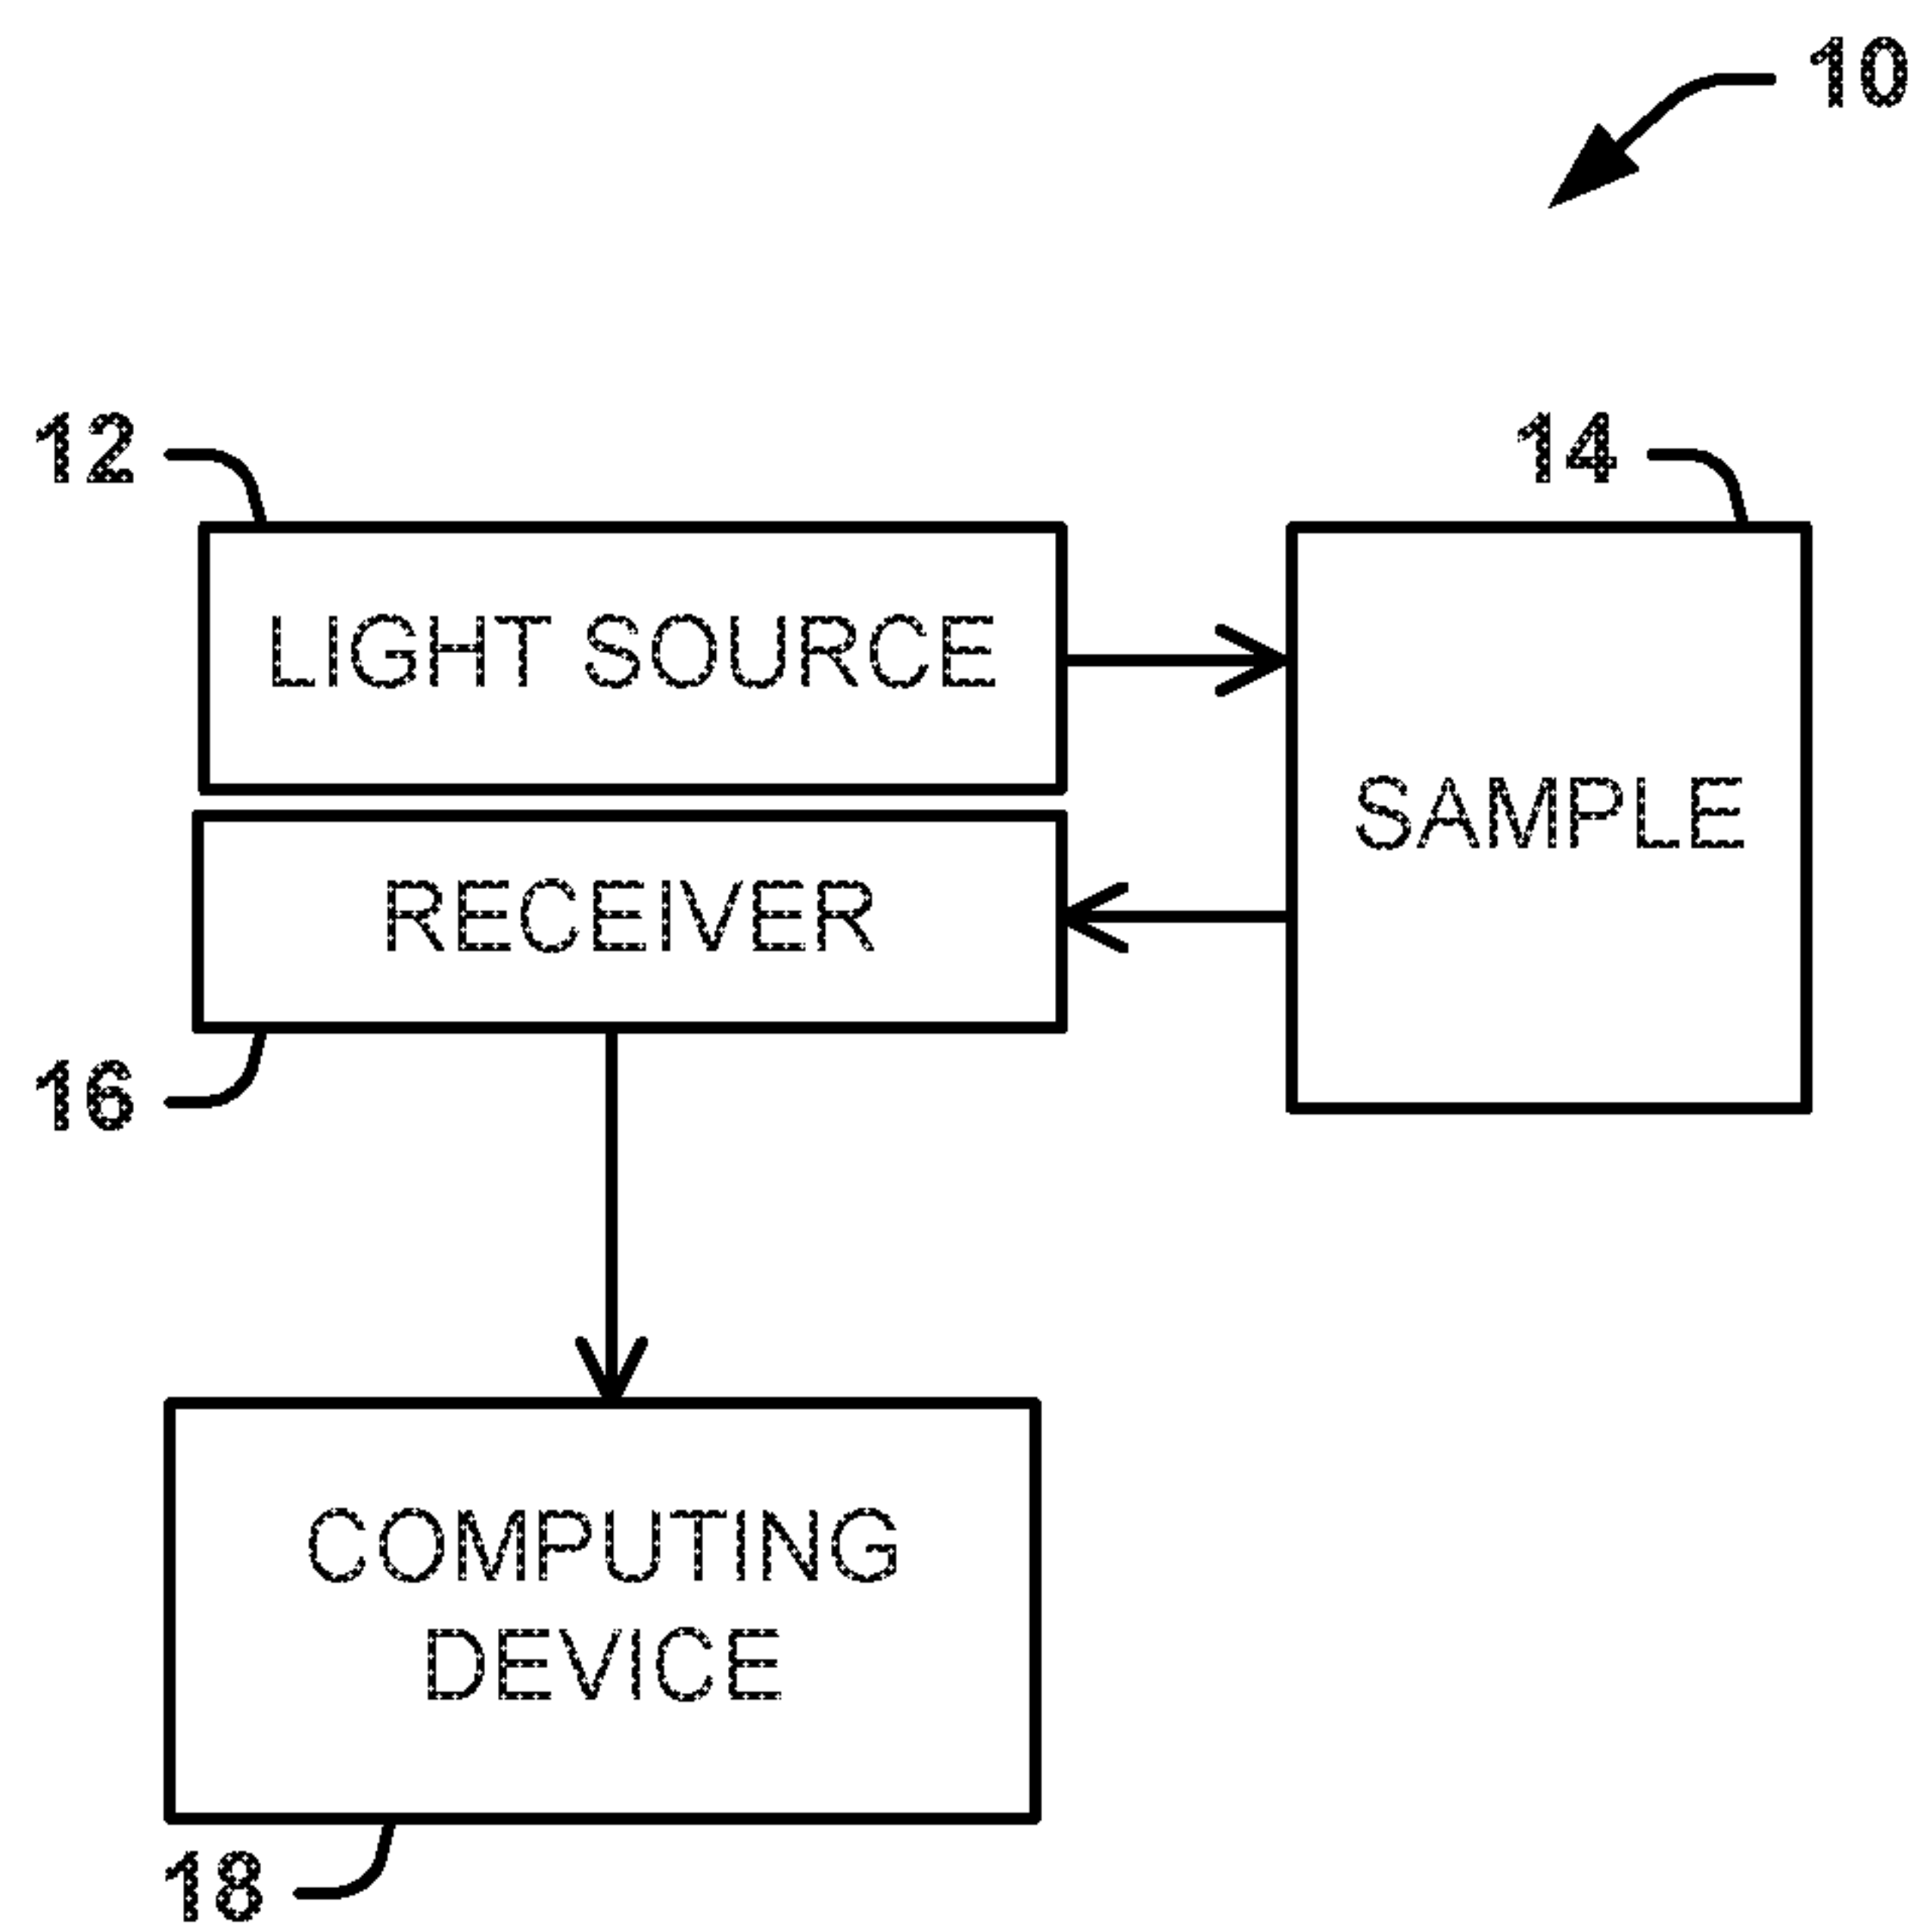 10
12
14
LIGHT SOURCE
SAMPLE
RECEIVER
16
COMPUTING
DEVICE
18